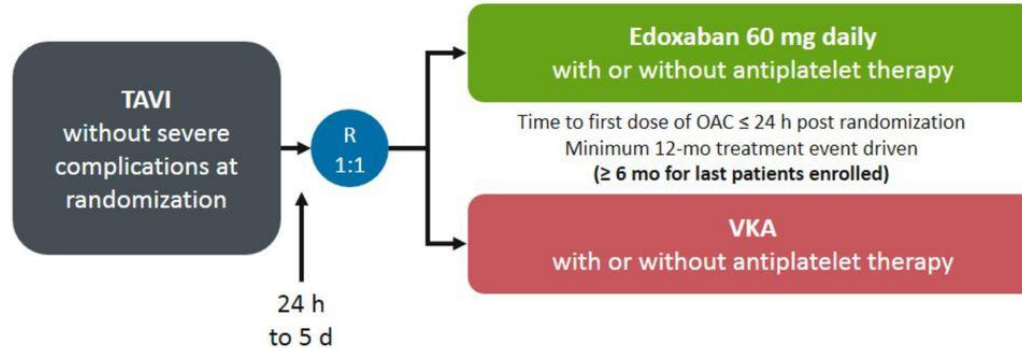 TAVI
without severe
complications at
randomization
R
1:1
24 h
to 5 d
Edoxaban 60 mg daily
with or without antiplatelet therapy
Time to first dose of OAC ≤ 24 h post randomization
Minimum 12-mo treatment event driven
(≥ 6 mo for last patients enrolled)
VKA
with or without antiplatelet therapy